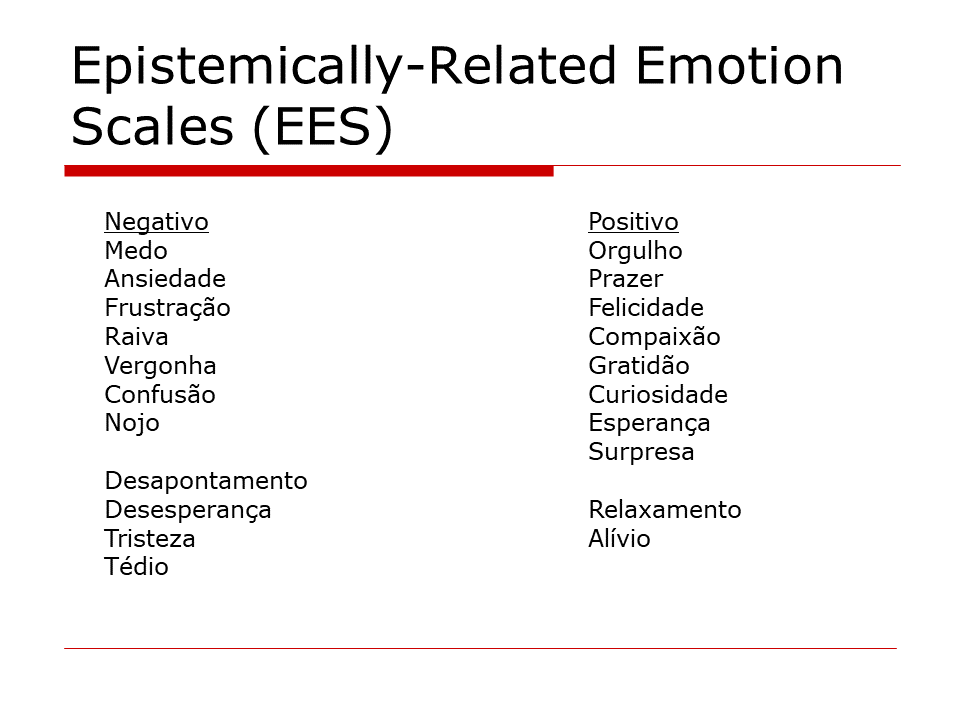 Epistemically-Related Emotion
Scales (EES)
Negativo
Medo
Ansiedade
Frustração
Raiva
Vergonha
Confusão
Nojo
Desapontamento
Desesperança
Tristeza
Tédio
Positivo
Orgulho
Prazer
Felicidade
Compaixão
Gratidão
Curiosidade
Esperança
Surpresa
Relaxamento
Alívio